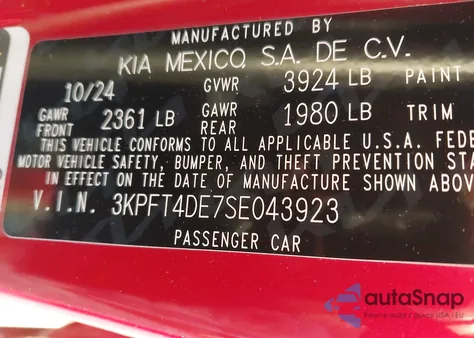 MANUFACTURED BY
KIA MEXICO, S.A. DE C.V.
10/24 GVWR 3924 LB PAINT
GAWR FRONT 2361 LB GAWR REAR 1980 LB TRIM
THIS VEHICLE CONFORMS TO ALL APPLICABLE U.S.A. FEDE
MOTOR VEHICLE SAFETY, BUMPER, AND THEFT PREVENTION STA
IN EFFECT ON THE DATE OF MANUFACTURE SHOWN ABOV
V.I.N. 3KPFT4DE7SE043923
PASSENGER CAR
autaSnap